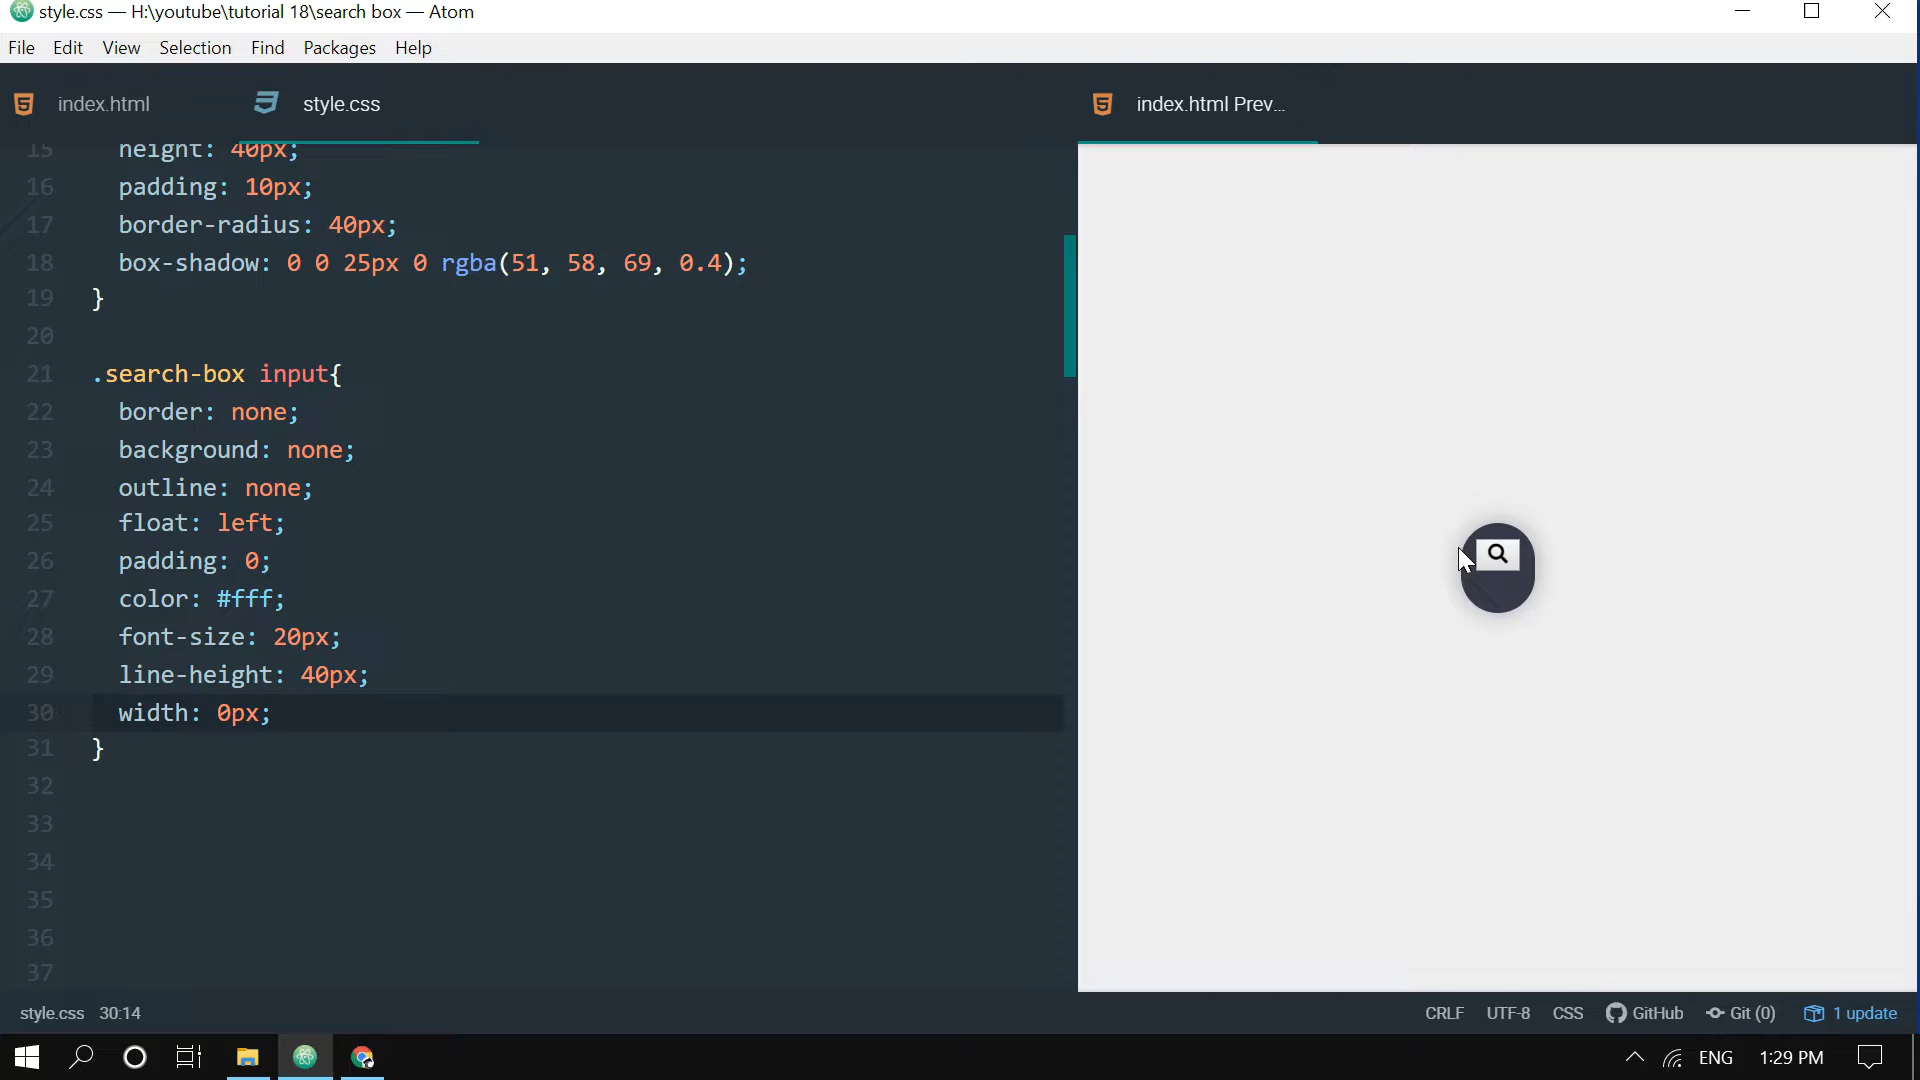 style.css — H:\youtube\tutorial 18\search box — Atom
File Edit View Selection Find Packages Help
index.html style.css index.html Prev...
15 height: 40px;
16 padding: 10px;
17 border-radius: 40px;
18 box-shadow: 0 0 25px 0 rgba(51, 58, 69, 0.4);
19 }
20
21 .search-box input{
22 border: none;
23 background: none;
24 outline: none;
25 float: left;
26 padding: 0;
27 color: #fff;
28 font-size: 20px;
29 line-height: 40px;
30 width: 0px;
31 }
32
33
34
35
36
37
style.css 30:14 CRLF UTF-8 CSS GitHub Git (0) 1 update
ENG 1:29 PM